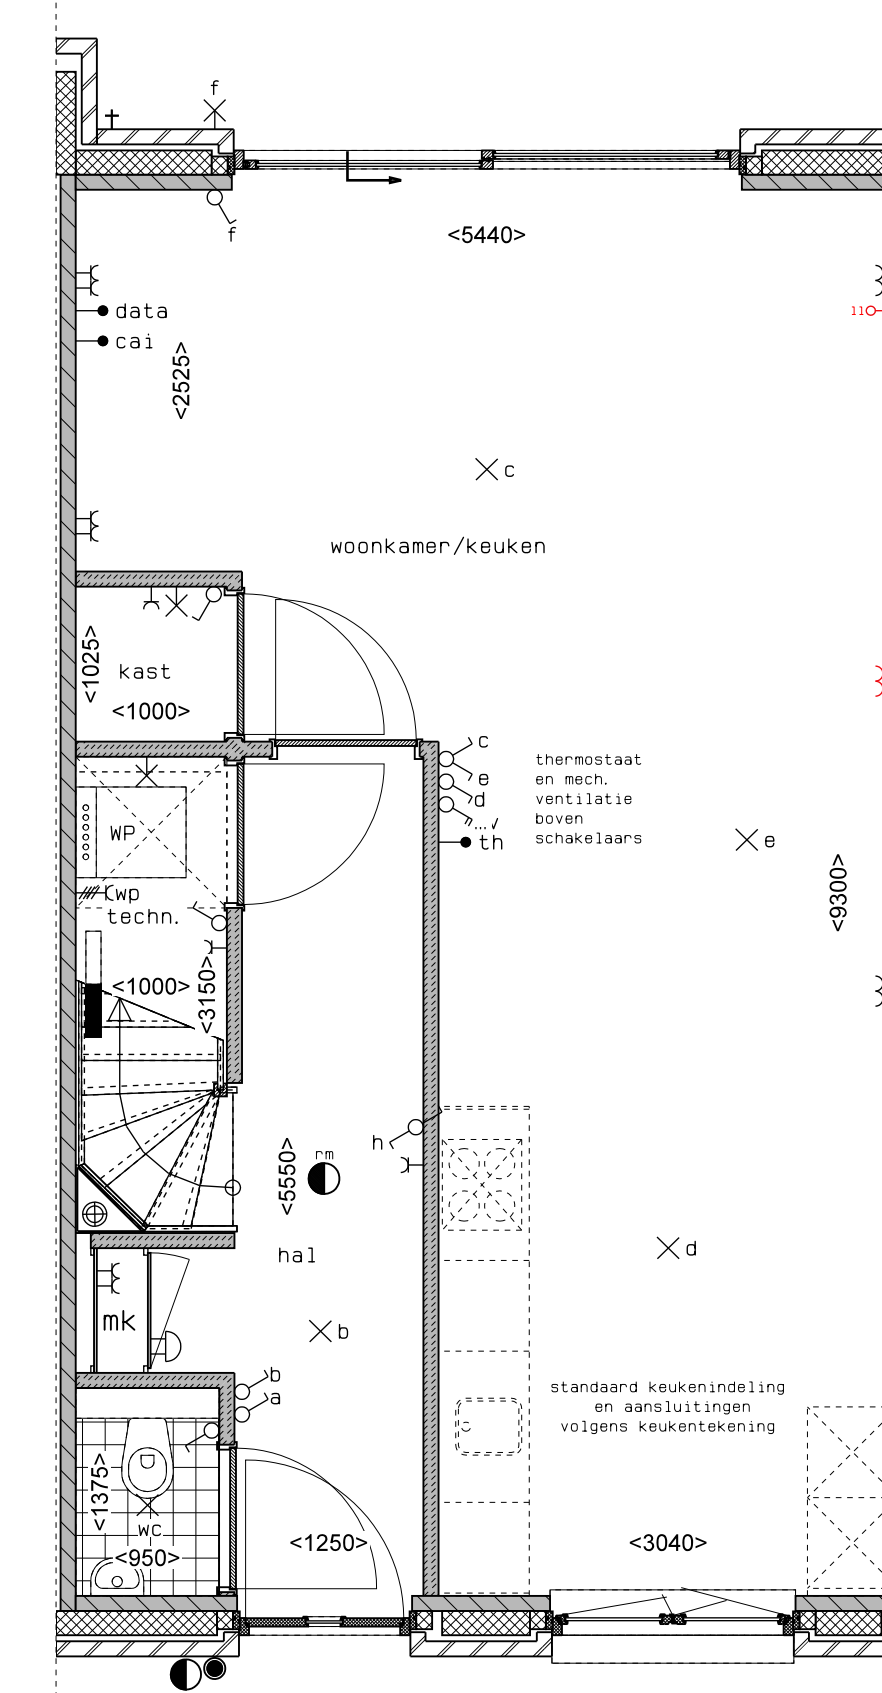 f
f
<5440>
data
cai
<2525>
11
c
woonkamer/keuken
<1025>
kast
<1000>
c
e
d
th
thermostaat
en mech.
ventilatie
boven
schakelaars
e
WP
wp
techn.
<9300>
<1000>
<3150>
h
rm
<5550>
hal
d
mk
b
b
a
standaard keukenindeling
en aansluitingen
volgens keukentekening
<1375>
wc
<950>
<1250>
<3040>